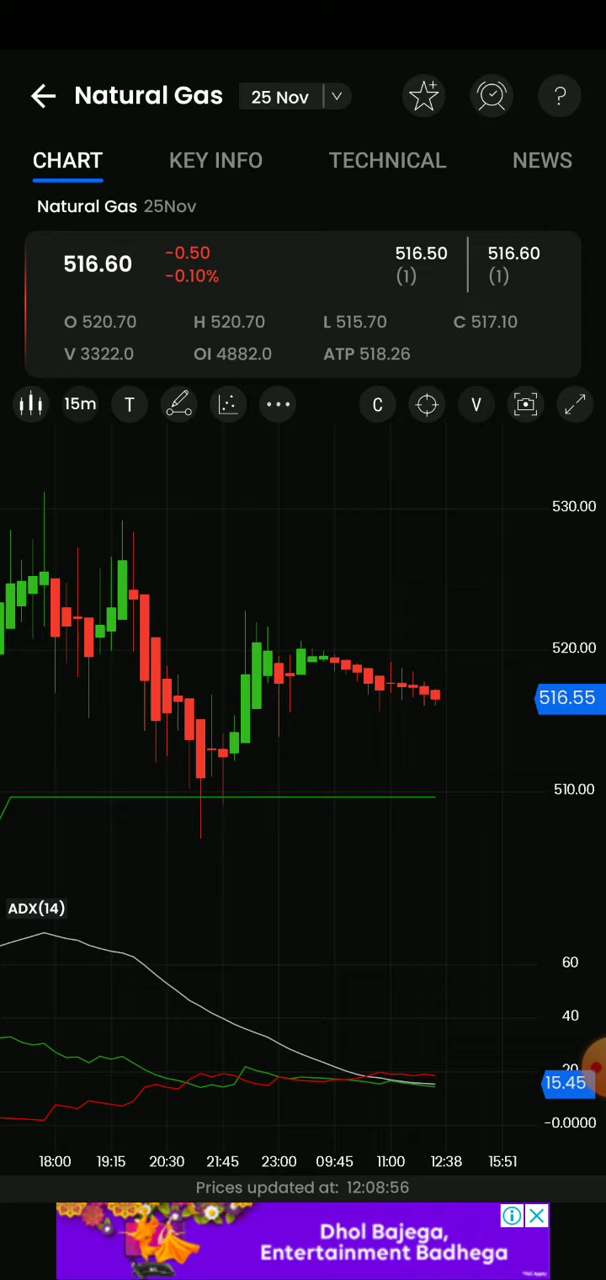 Natural Gas 25 Nov
CHART KEY INFO TECHNICAL NEWS
Natural Gas 25Nov
516.60 -0.50 516.50 516.60
-0.10% (1) (1)
O 520.70 H 520.70 L 515.70 C 517.10
V 3322.0 OI 4882.0 ATP 518.26
15m T C V
530.00
520.00
516.55
510.00
ADX(14)
60
40
20
15.45
-0.0000
18:00 19:15 20:30 21:45 23:00 09:45 11:00 12:38 15:51
Prices updated at: 12:08:56
Dhol Bajega,
Entertainment Badhega